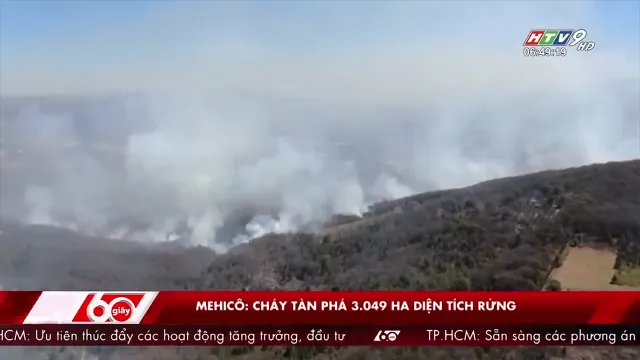 HTV9 HD
06:49:19
60 giây
MEHICÔ: CHÁY TÀN PHÁ 3.049 HA DIỆN TÍCH RỪNG
HCM: Ưu tiên thúc đẩy các hoạt động tăng trưởng, đầu tư 60 TP.HCM: Sẵn sàng các phương án